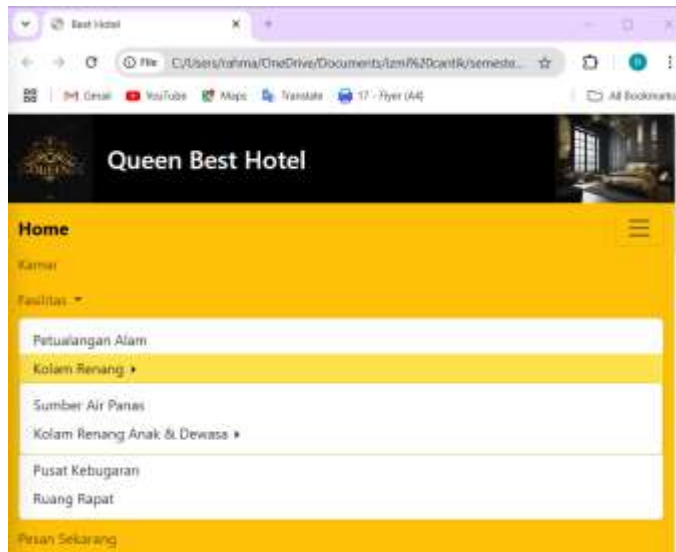 Best Hotel
File C:/Users/rahma/OneDrive/Documents/izmi%20cantik/semeste...
Gmail YouTube Maps Translate 17 - Flyer (A4) All Bookmarks
QUEEN Queen Best Hotel
Home
Kamar
Fasilitas
Petualangan Alam
Kolam Renang
Sumber Air Panas
Kolam Renang Anak & Dewasa
Pusat Kebugaran
Ruang Rapat
Pesan Sekarang